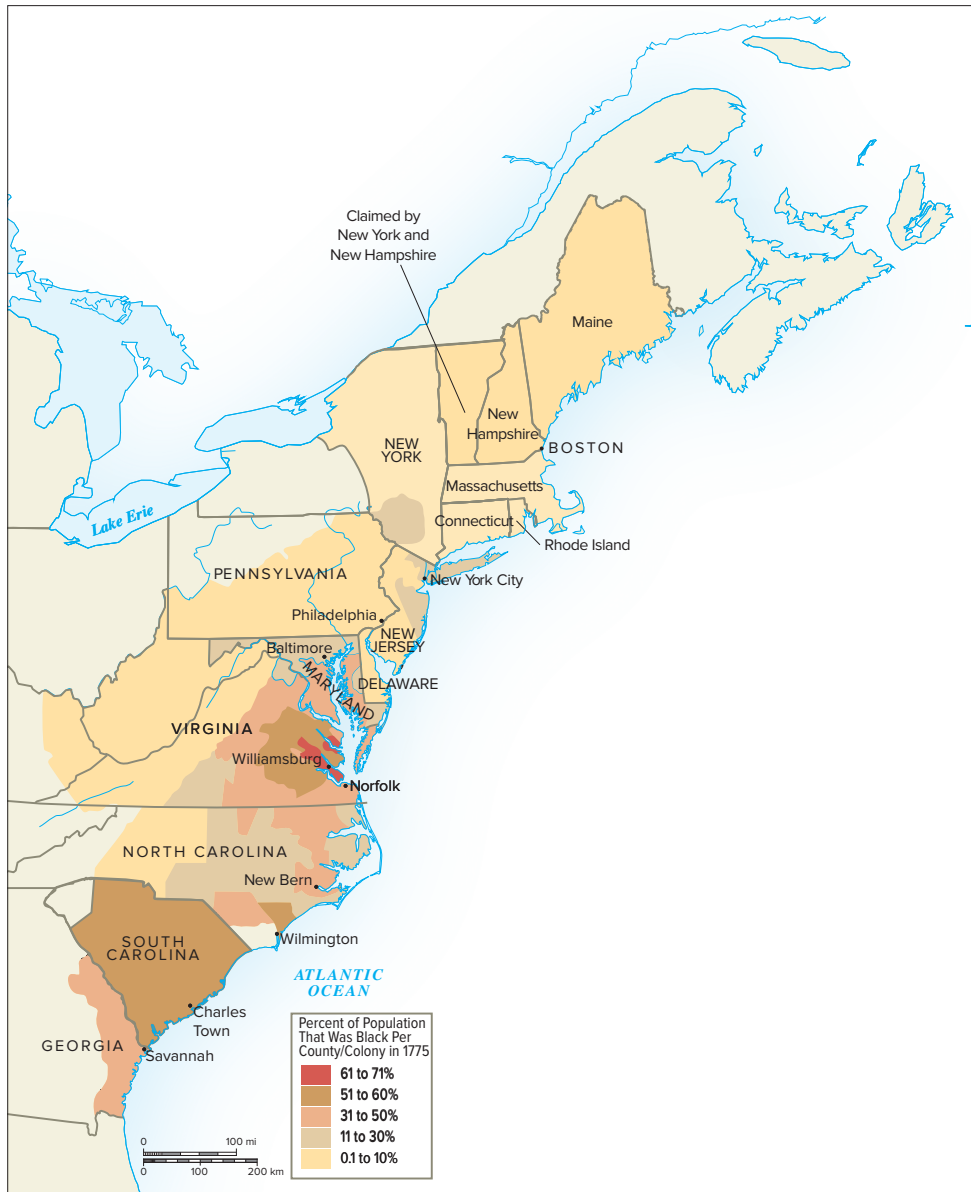 Claimed by
New York and
New Hampshire
Maine
New
Hampshire
BOSTON
NEW
YORK
Massachusetts
Connecticut
Rhode Island
Lake Erie
PENNSYLVANIA
New York City
Philadelphia
NEW
JERSEY
Baltimore
MARYLAND
DELAWARE
VIRGINIA
Williamsburg
Norfolk
NORTH CAROLINA
New Bern
Wilmington
SOUTH
CAROLINA
ATLANTIC
OCEAN
Charles
Town
GEORGIA
Savannah
Percent of Population
That Was Black Per
County/Colony in 1775
61 to 71%
51 to 60%
31 to 50%
11 to 30%
0.1 to 10%
0 100 mi
0 100 200 km